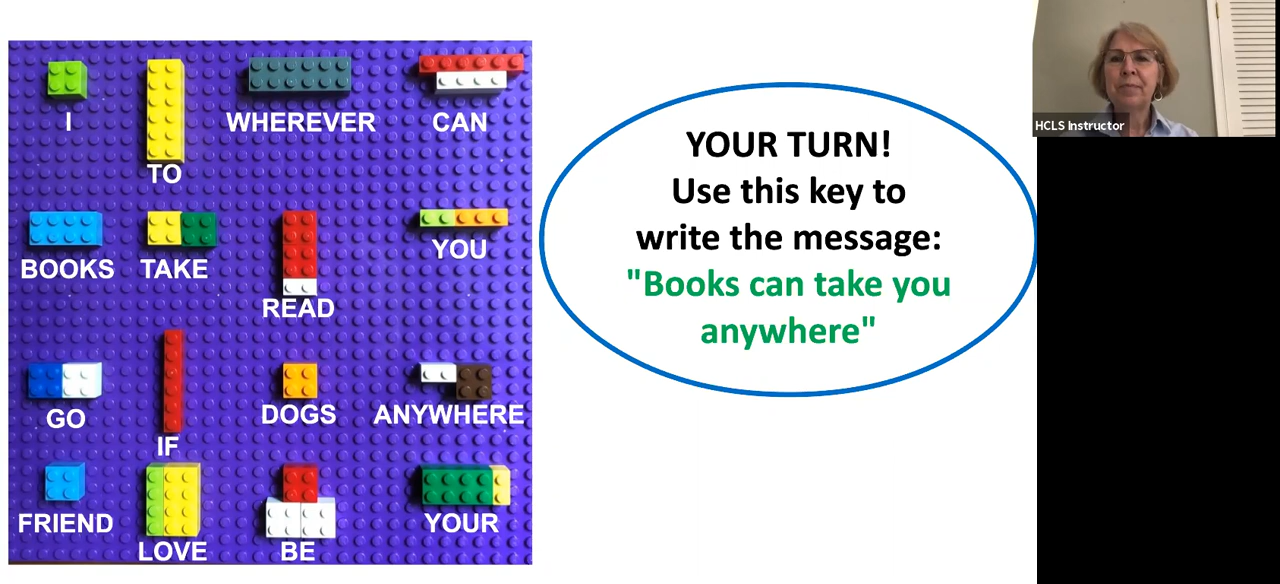 I
TO
WHEREVER
CAN
BOOKS
TAKE
READ
YOU
GO
IF
DOGS
ANYWHERE
FRIEND
LOVE
BE
YOUR
YOUR TURN!
Use this key to
write the message:
"Books can take you
anywhere"
HCLS Instructor